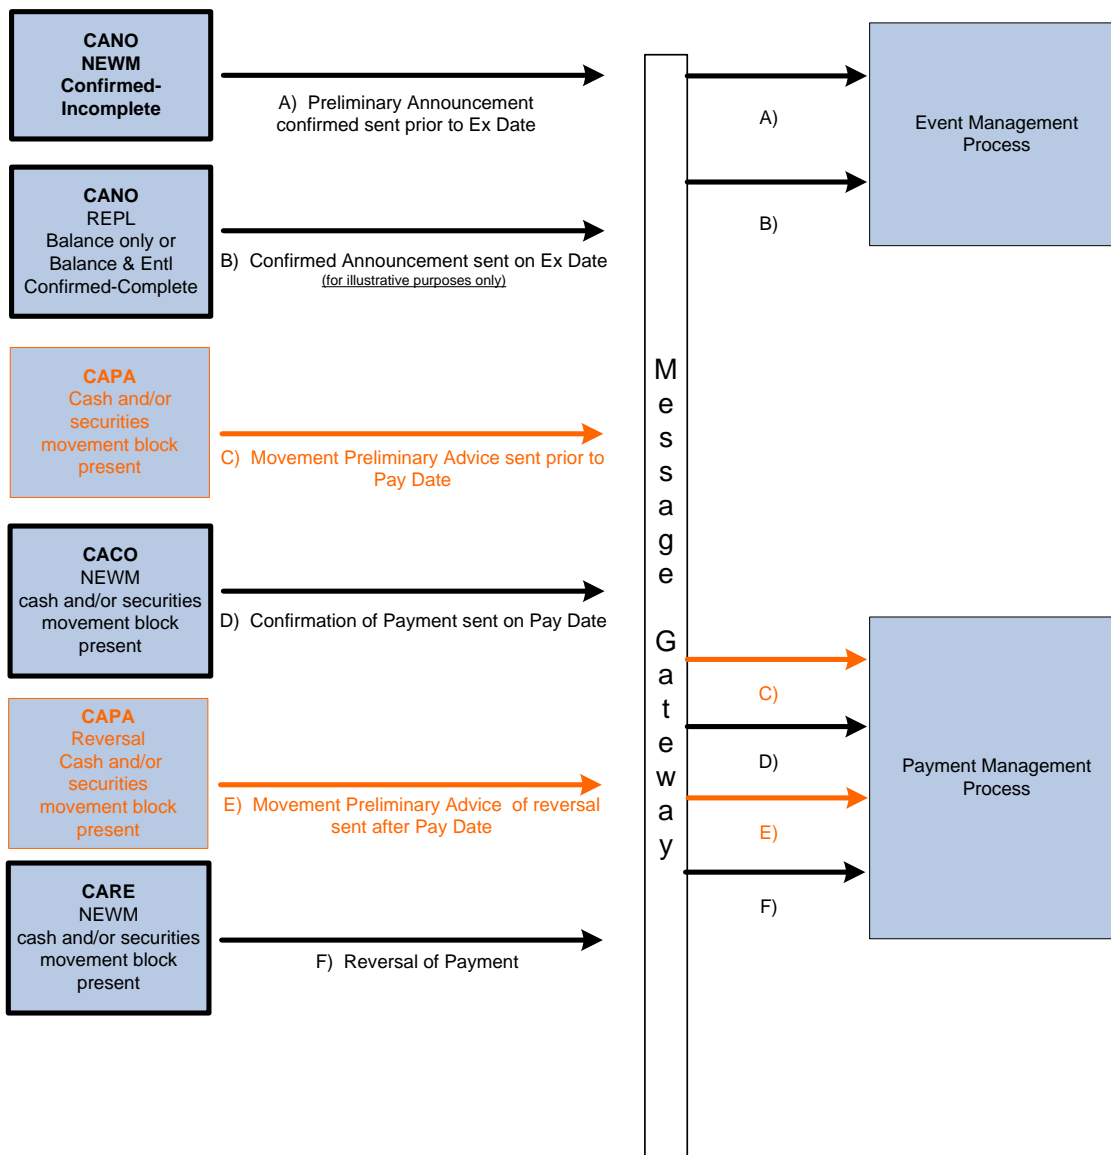 CANO
NEWM
Confirmed-
Incomplete
A) Preliminary Announcement
confirmed sent prior to Ex Date
A)
Event Management
Process
CANO
REPL
Balance only or
Balance & Entl
Confirmed-Complete
B) Confirmed Announcement sent on Ex Date
(for illustrative purposes only)
B)
CAPA
Cash and/or
securities
movement block
present
C) Movement Preliminary Advice sent prior to
Pay Date
Message Gateway
CACO
NEWM
cash and/or securities
movement block
present
D) Confirmation of Payment sent on Pay Date
C)
D)
E)
F)
Payment Management
Process
CAPA
Reversal
Cash and/or
securities
movement block
present
E) Movement Preliminary Advice of reversal
sent after Pay Date
CARE
NEWM
cash and/or securities
movement block
present
F) Reversal of Payment